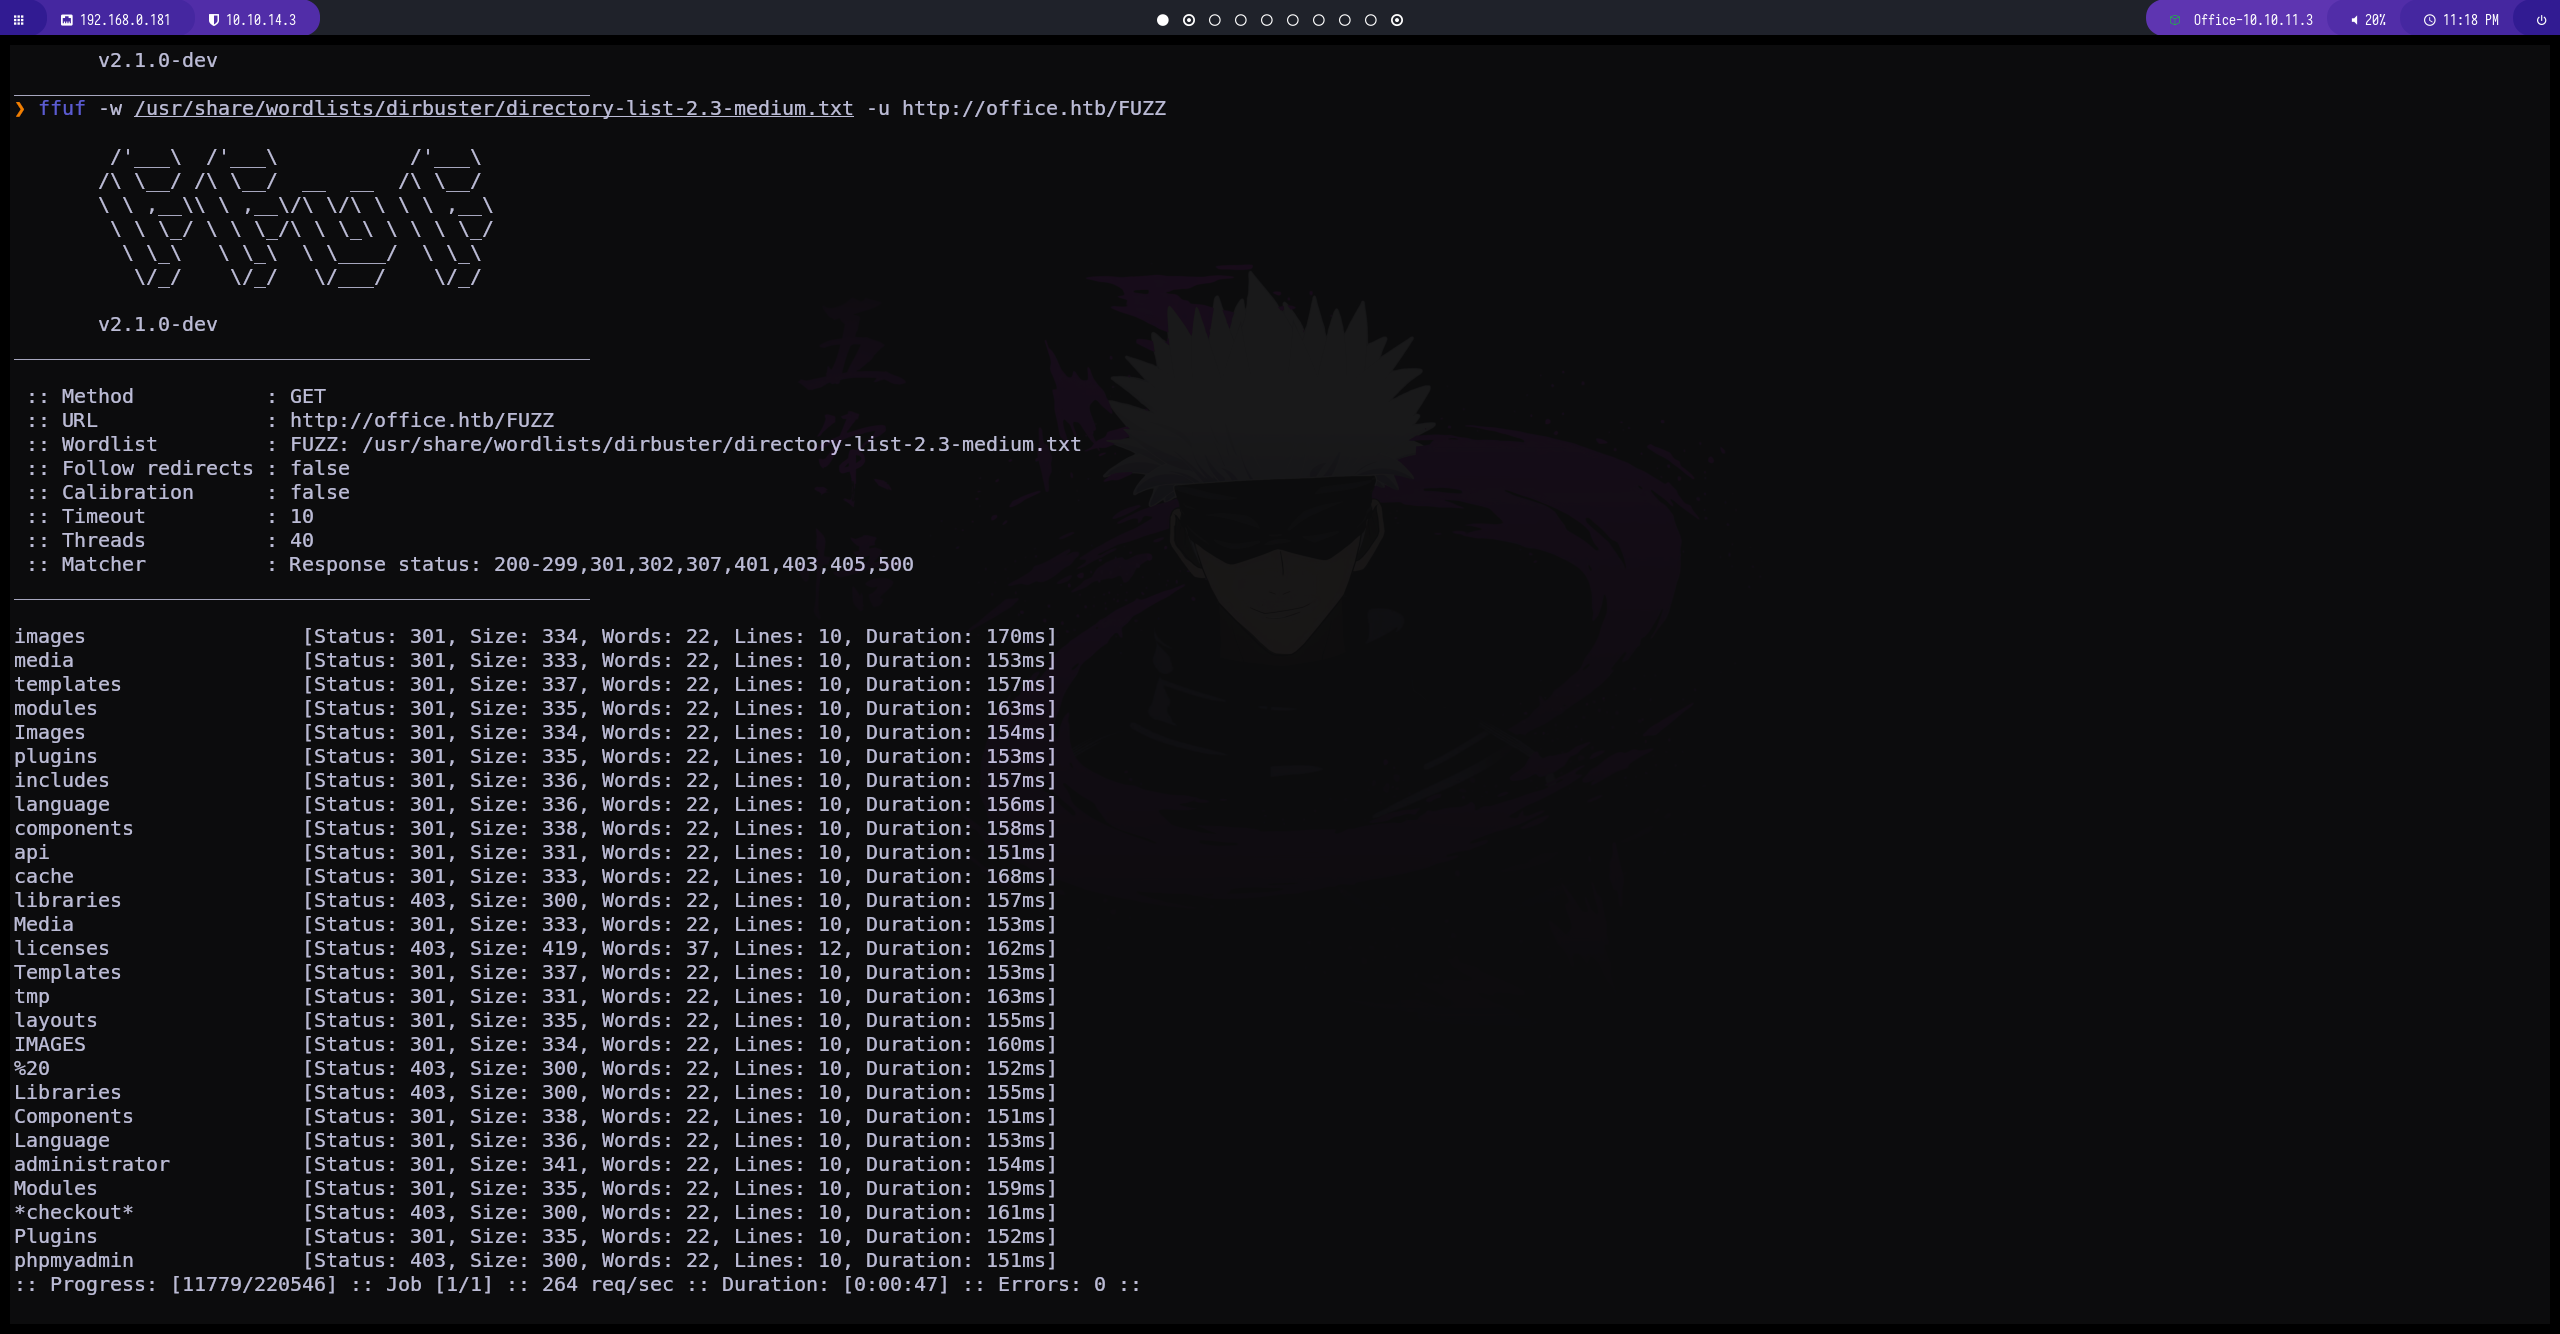 192.168.0.181 10.10.14.3 Office-10.10.11.3 20% 11:18 PM
v2.1.0-dev
________________________________________________
❯ ffuf -w /usr/share/wordlists/dirbuster/directory-list-2.3-medium.txt -u http://office.htb/FUZZ
        /'___\  /'___\           /'___\
       /\ \__/ /\ \__/  __  __  /\ \__/
       \ \ ,__\\ \ ,__\/\ \/\ \ \ \ ,__\
        \ \ \_/ \ \ \_/\ \ \_\ \ \ \ \_/
         \ \_\   \ \_\  \ \____/  \ \_\
          \/_/    \/_/   \/___/    \/_/
v2.1.0-dev
________________________________________________
:: Method           : GET
:: URL              : http://office.htb/FUZZ
:: Wordlist         : FUZZ: /usr/share/wordlists/dirbuster/directory-list-2.3-medium.txt
:: Follow redirects : false
:: Calibration      : false
:: Timeout          : 10
:: Threads          : 40
:: Matcher          : Response status: 200-299,301,302,307,401,403,405,500
________________________________________________
images                  [Status: 301, Size: 334, Words: 22, Lines: 10, Duration: 170ms]
media                   [Status: 301, Size: 333, Words: 22, Lines: 10, Duration: 153ms]
templates               [Status: 301, Size: 337, Words: 22, Lines: 10, Duration: 157ms]
modules                 [Status: 301, Size: 335, Words: 22, Lines: 10, Duration: 163ms]
Images                  [Status: 301, Size: 334, Words: 22, Lines: 10, Duration: 154ms]
plugins                 [Status: 301, Size: 335, Words: 22, Lines: 10, Duration: 153ms]
includes                [Status: 301, Size: 336, Words: 22, Lines: 10, Duration: 157ms]
language                [Status: 301, Size: 336, Words: 22, Lines: 10, Duration: 156ms]
components              [Status: 301, Size: 338, Words: 22, Lines: 10, Duration: 158ms]
api                     [Status: 301, Size: 331, Words: 22, Lines: 10, Duration: 151ms]
cache                   [Status: 301, Size: 333, Words: 22, Lines: 10, Duration: 168ms]
libraries               [Status: 403, Size: 300, Words: 22, Lines: 10, Duration: 157ms]
Media                   [Status: 301, Size: 333, Words: 22, Lines: 10, Duration: 153ms]
licenses                [Status: 403, Size: 419, Words: 37, Lines: 12, Duration: 162ms]
Templates               [Status: 301, Size: 337, Words: 22, Lines: 10, Duration: 153ms]
tmp                     [Status: 301, Size: 331, Words: 22, Lines: 10, Duration: 163ms]
layouts                 [Status: 301, Size: 335, Words: 22, Lines: 10, Duration: 155ms]
IMAGES                  [Status: 301, Size: 334, Words: 22, Lines: 10, Duration: 160ms]
%20                     [Status: 403, Size: 300, Words: 22, Lines: 10, Duration: 152ms]
Libraries               [Status: 403, Size: 300, Words: 22, Lines: 10, Duration: 155ms]
Components              [Status: 301, Size: 338, Words: 22, Lines: 10, Duration: 151ms]
Language                [Status: 301, Size: 336, Words: 22, Lines: 10, Duration: 153ms]
administrator           [Status: 301, Size: 341, Words: 22, Lines: 10, Duration: 154ms]
Modules                 [Status: 301, Size: 335, Words: 22, Lines: 10, Duration: 159ms]
*checkout*              [Status: 403, Size: 300, Words: 22, Lines: 10, Duration: 161ms]
Plugins                 [Status: 301, Size: 335, Words: 22, Lines: 10, Duration: 152ms]
phpmyadmin              [Status: 403, Size: 300, Words: 22, Lines: 10, Duration: 151ms]
:: Progress: [11779/220546] :: Job [1/1] :: 264 req/sec :: Duration: [0:00:47] :: Errors: 0 ::